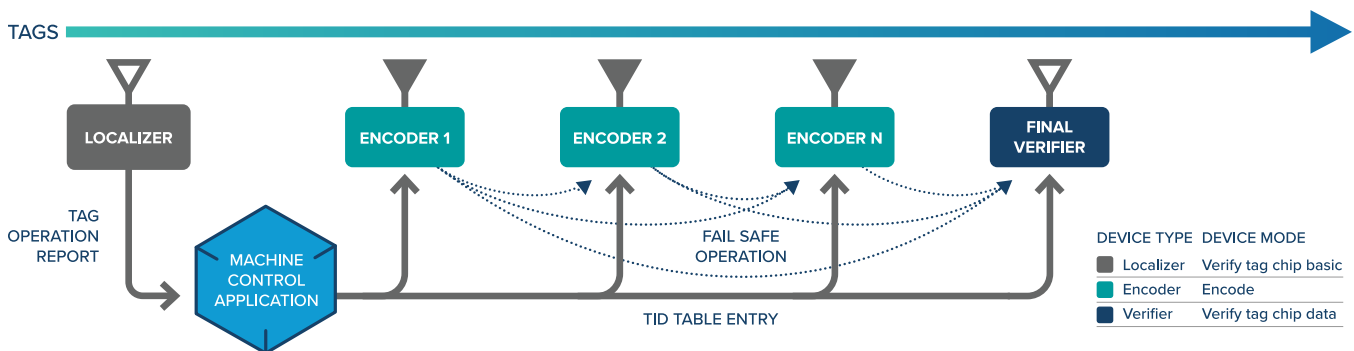 TAGS
LOCALIZER
ENCODER 1
ENCODER 2
ENCODER N
FINAL
VERIFIER
TAG
OPERATION
REPORT
MACHINE
CONTROL
APPLICATION
FAIL SAFE
OPERATION
TID TABLE ENTRY
DEVICE TYPE DEVICE MODE
Localizer Verify tag chip basic
Encoder Encode
Verifier Verify tag chip data